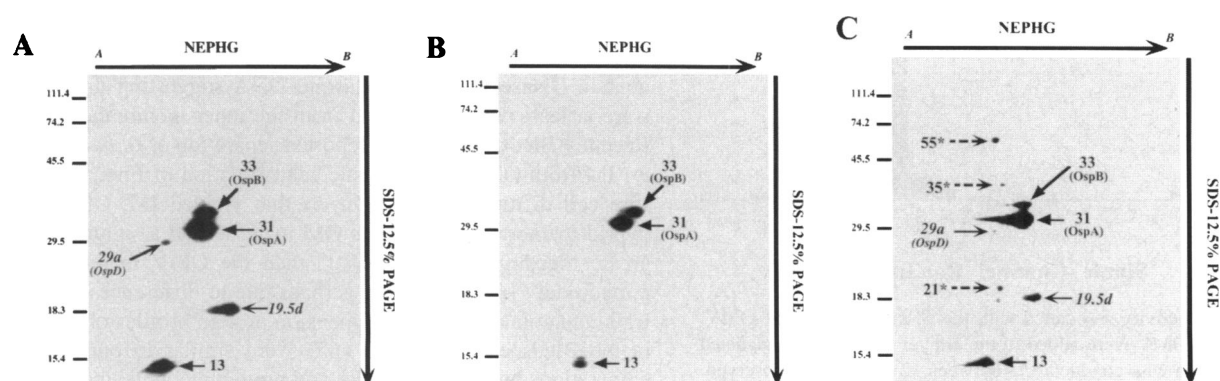 A
NEPHG
A
B
111.4
74.2
45.5
29.5
18.3
15.4
33
(OspB)
31
(OspA)
29a
(OspD)
19.5d
13
SDS-12.5% PAGE
B
NEPHG
A
B
111.4
74.2
45.5
29.5
18.3
15.4
33
(OspB)
31
(OspA)
13
SDS-12.5% PAGE
C
NEPHG
A
B
111.4
74.2
45.5
29.5
18.3
15.4
55*
33
(OspB)
35*
31
(OspA)
29a
(OspD)
21*
19.5d
13
SDS-12.5% PAGE